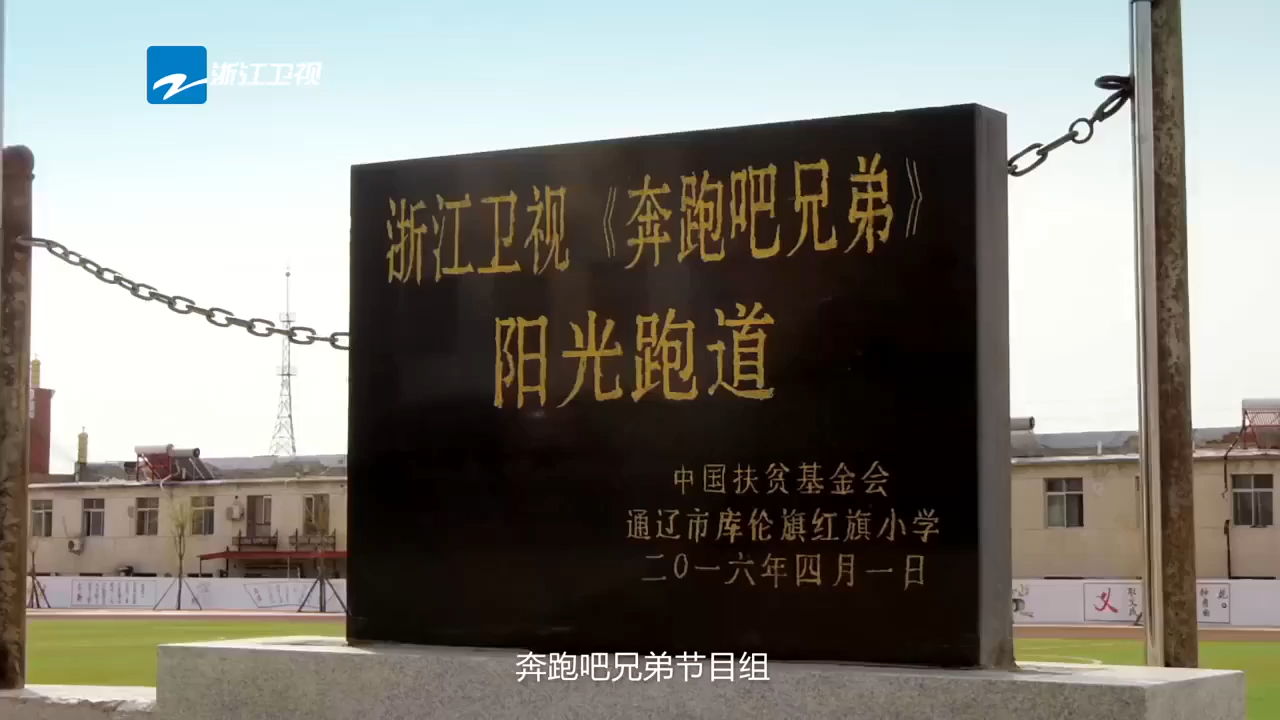 浙江卫视
浙江卫视《奔跑吧兄弟》
阳光跑道
中国扶贫基金会
通辽市库伦旗红旗小学
二〇一六年四月一日
义
奔跑吧兄弟节目组